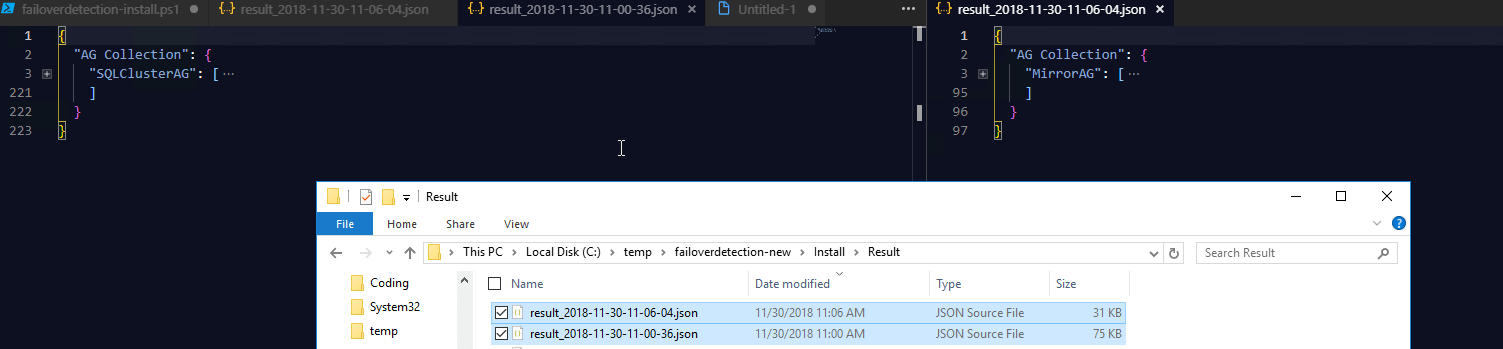 failoverdetection-install.ps1 result_2018-11-30-11-06-04.json result_2018-11-30-11-00-36.json Untitled-1 ··· result_2018-11-30-11-06-04.json
1 {
2 "AG Collection": {
3 "SQLClusterAG": [ ···
221 ]
222 }
223 }
1 {
2 "AG Collection": {
3 "MirrorAG": [ ···
95 ]
96 }
97 }
Result
File Home Share View
This PC > Local Disk (C:) > temp > failoverdetection-new > Install > Result Search Result
Coding
System32
temp
Name Date modified Type Size
result_2018-11-30-11-06-04.json 11/30/2018 11:06 AM JSON Source File 31 KB
result_2018-11-30-11-00-36.json 11/30/2018 11:00 AM JSON Source File 75 KB